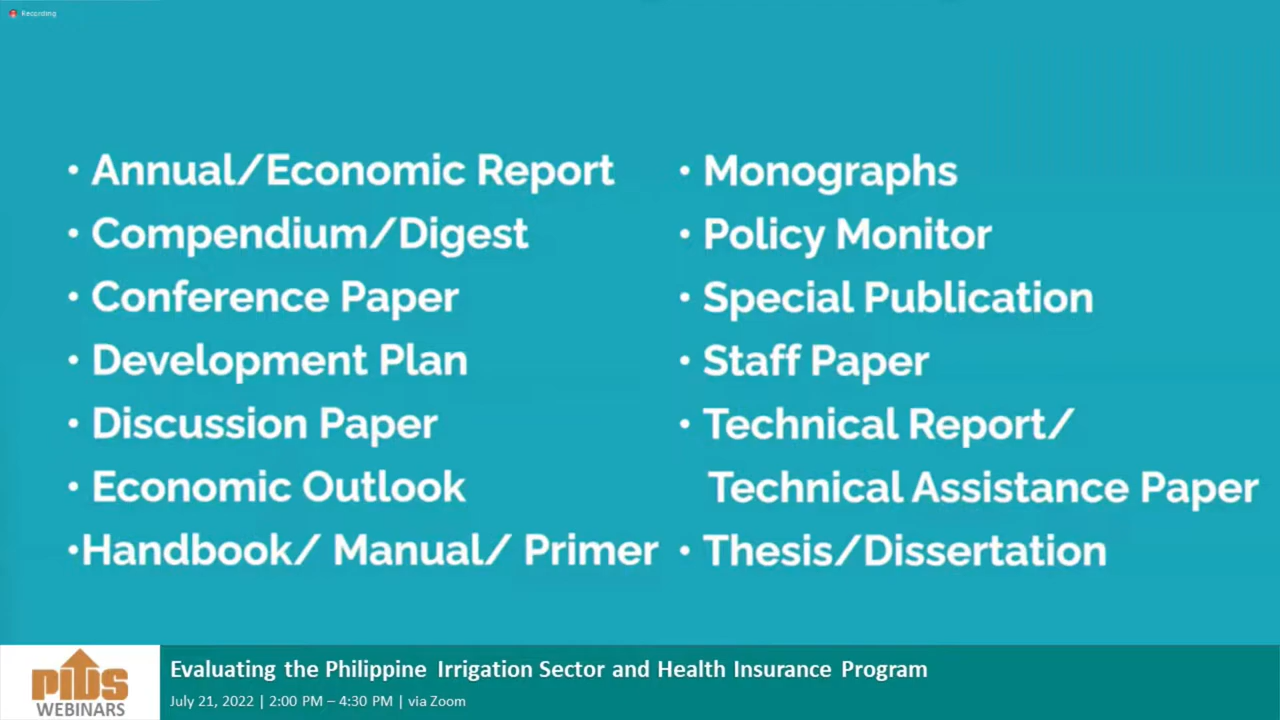 Recording
• Annual/Economic Report
• Compendium/Digest
• Conference Paper
• Development Plan
• Discussion Paper
• Economic Outlook
•Handbook/ Manual/ Primer
• Monographs
• Policy Monitor
• Special Publication
• Staff Paper
• Technical Report/
Technical Assistance Paper
• Thesis/Dissertation
pids
WEBINARS
Evaluating the Philippine Irrigation Sector and Health Insurance Program
July 21, 2022 | 2:00 PM – 4:30 PM | via Zoom